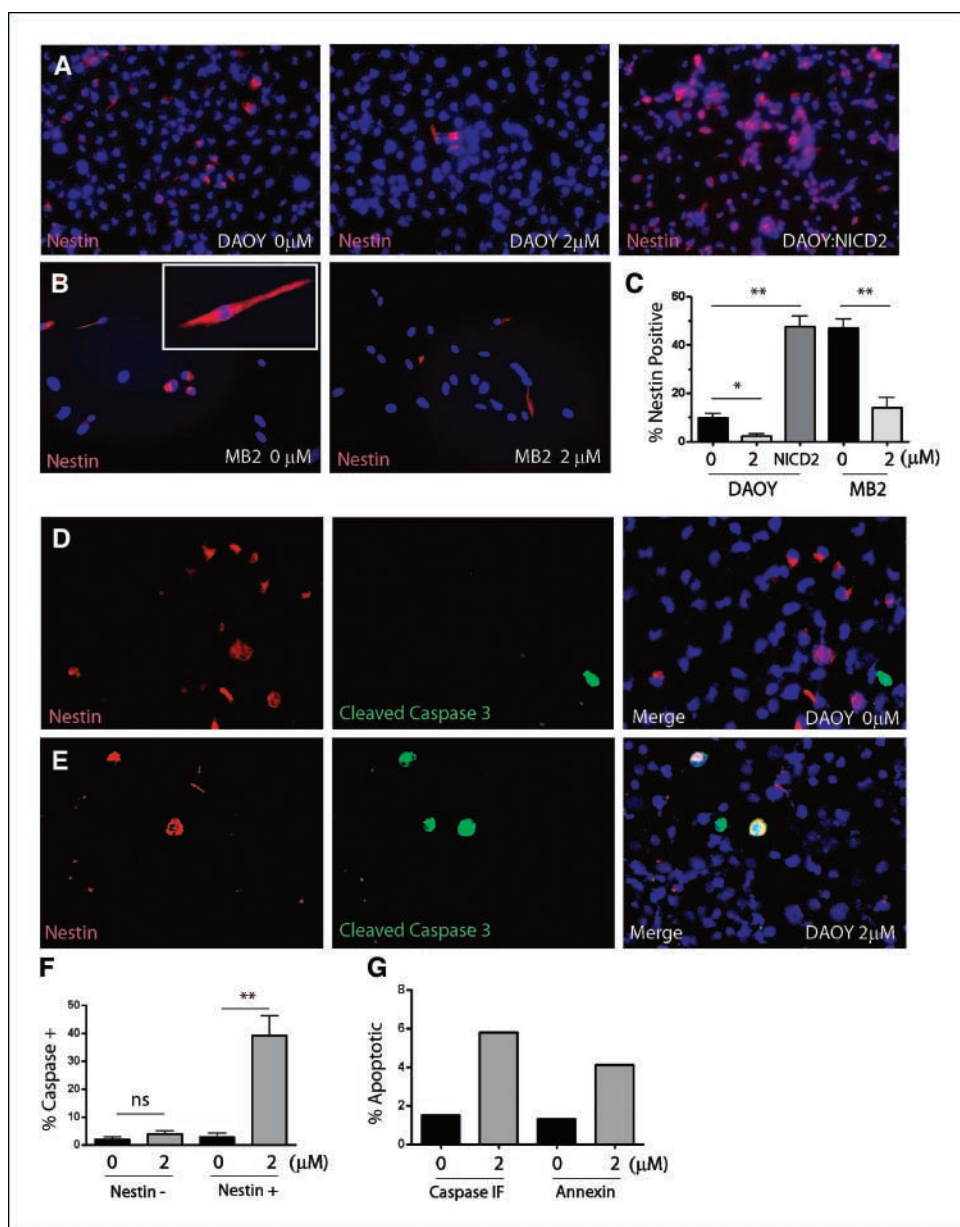 A
Nestin
DAOY 0µM
Nestin
DAOY 2µM
Nestin
DAOY:NICD2
B
Nestin
MB2 0 µM
Nestin
MB2 2 µM
C
% Nestin Positive
60
40
20
0
*
**
**
0 2 NICD2 0 2 (µM)
DAOY MB2
D
Nestin
Cleaved Caspase 3
Merge
DAOY 0µM
E
Nestin
Cleaved Caspase 3
Merge
DAOY 2µM
F
% Caspase +
50
40
30
20
10
0
ns
**
0 2 0 2 (µM)
Nestin - Nestin +
G
% Apoptotic
8
6
4
2
0
0 2 0 2 (µM)
Caspase IF Annexin